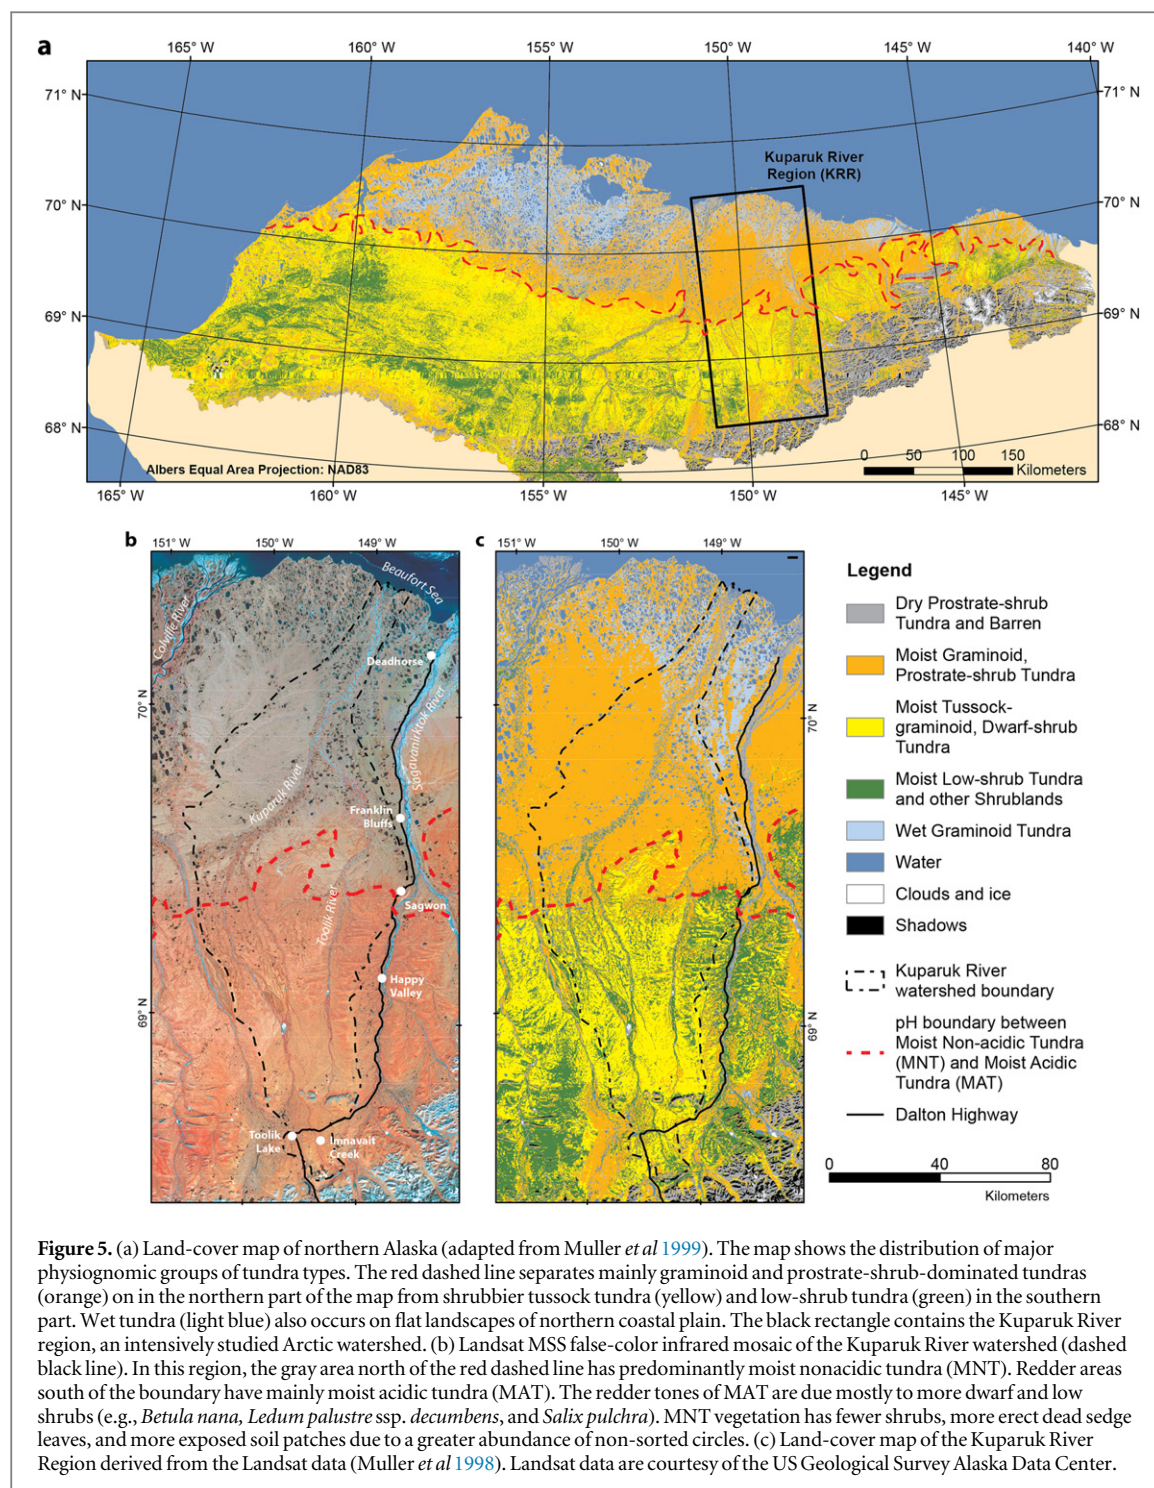 a
165° W 160° W 155° W 150° W 145° W 140° W
71° N 71° N
Kuparuk River
Region (KRR)
70° N 70° N
69° N 69° N
68° N 68° N
Albers Equal Area Projection: NAD83
0 50 100 150
Kilometers
165° W 160° W 155° W 150° W 145° W
b
151° W 150° W 149° W
Beaufort Sea
Colville River
Deadhorse
70° N
Sagavanirktok River
Kuparuk River
Franklin
Bluffs
Toolik River
Sagwon
Happy
Valley
69° N
Toolik
Lake
Imnavait
Creek
c
151° W 150° W 149° W
70° N
69° N
Legend
Dry Prostrate-shrub
Tundra and Barren
Moist Graminoid,
Prostrate-shrub Tundra
Moist Tussock-
graminoid, Dwarf-shrub
Tundra
Moist Low-shrub Tundra
and other Shrublands
Wet Graminoid Tundra
Water
Clouds and ice
Shadows
Kuparuk River
watershed boundary
pH boundary between
Moist Non-acidic Tundra
(MNT) and Moist Acidic
Tundra (MAT)
Dalton Highway
0 40 80
Kilometers
Figure 5. (a) Land-cover map of northern Alaska (adapted from Muller et al 1999). The map shows the distribution of major
physiognomic groups of tundra types. The red dashed line separates mainly graminoid and prostrate-shrub-dominated tundras
(orange) on in the northern part of the map from shrubbier tussock tundra (yellow) and low-shrub tundra (green) in the southern
part. Wet tundra (light blue) also occurs on flat landscapes of northern coastal plain. The black rectangle contains the Kuparuk River
region, an intensively studied Arctic watershed. (b) Landsat MSS false-color infrared mosaic of the Kuparuk River watershed (dashed
black line). In this region, the gray area north of the red dashed line has predominantly moist nonacidic tundra (MNT). Redder areas
south of the boundary have mainly moist acidic tundra (MAT). The redder tones of MAT are due mostly to more dwarf and low
shrubs (e.g., Betula nana, Ledum palustre ssp. decumbens, and Salix pulchra). MNT vegetation has fewer shrubs, more erect dead sedge
leaves, and more exposed soil patches due to a greater abundance of non-sorted circles. (c) Land-cover map of the Kuparuk River
Region derived from the Landsat data (Muller et al 1998). Landsat data are courtesy of the US Geological Survey Alaska Data Center.